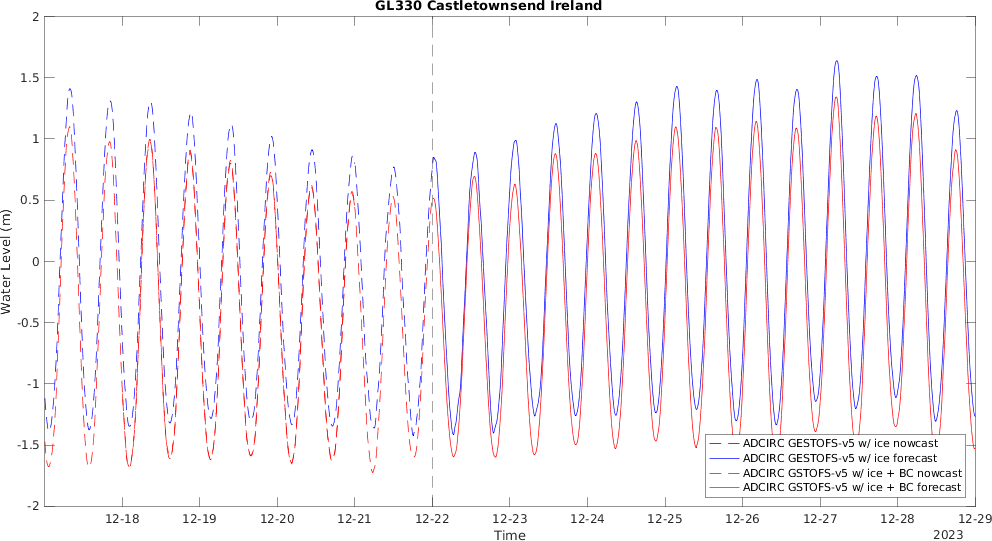 GL330 Castletownsend Ireland
2
1.5
1
0.5
0
-0.5
-1
-1.5
-2
Water Level (m)
ADCIRC GESTOFS-v5 w/ ice nowcast
ADCIRC GESTOFS-v5 w/ ice forecast
ADCIRC GSTOFS-v5 w/ ice + BC nowcast
ADCIRC GSTOFS-v5 w/ ice + BC forecast
12-18 12-19 12-20 12-21 12-22 12-23 12-24 12-25 12-26 12-27 12-28 12-29
Time
2023